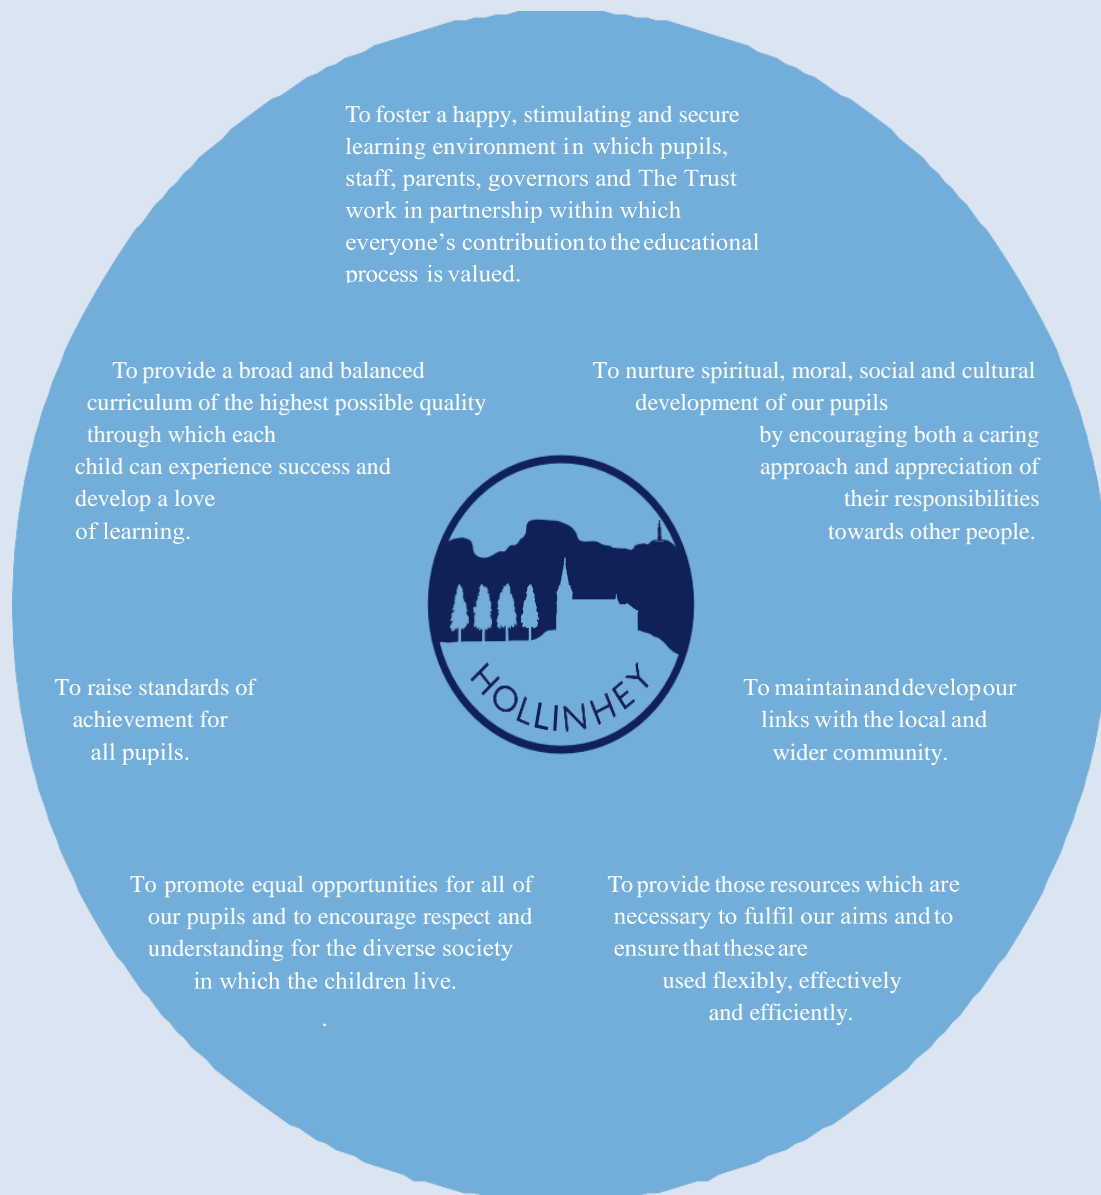 To foster a happy, stimulating and secure
learning environment in which pupils,
staff, parents, governors and The Trust
work in partnership within which
everyone’s contribution to the educational
process is valued.
To provide a broad and balanced
curriculum of the highest possible quality
through which each
child can experience success and
develop a love
of learning.
To nurture spiritual, moral, social and cultural
development of our pupils
by encouraging both a caring
approach and appreciation of
their responsibilities
towards other people.
HOLLINHEY
To raise standards of
achievement for
all pupils.
To maintain and develop our
links with the local and
wider community.
To promote equal opportunities for all of
our pupils and to encourage respect and
understanding for the diverse society
in which the children live.
.
To provide those resources which are
necessary to fulfil our aims and to
ensure that these are
used flexibly, effectively
and efficiently.